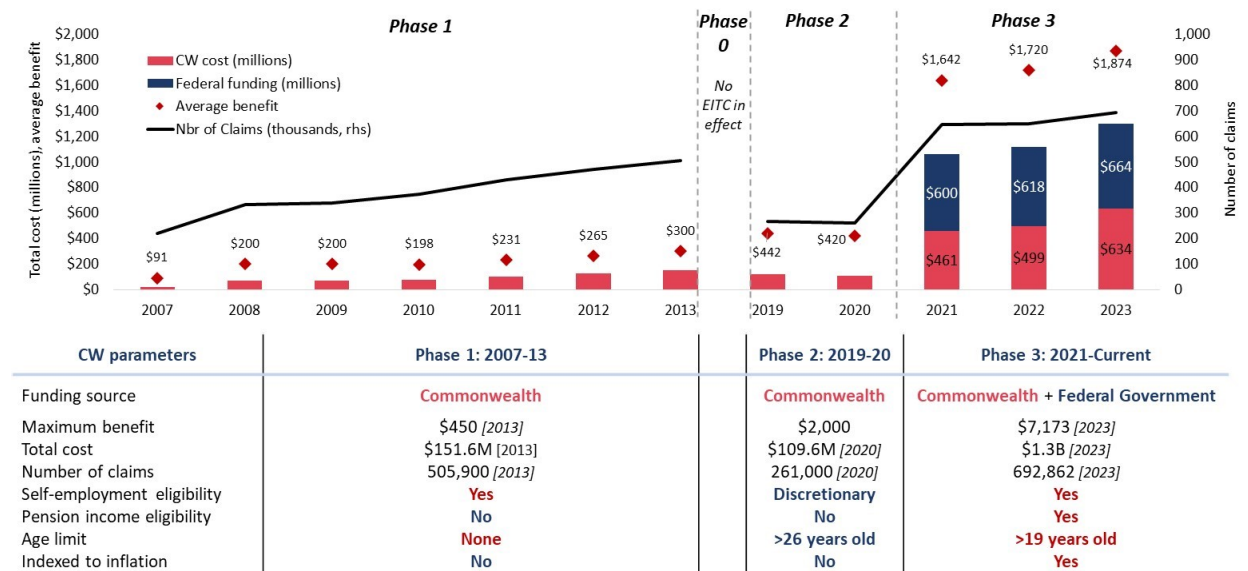 Phase 1
Phase 0
Phase 2
Phase 3
No EITC in effect
Total cost (millions), average benefit
$2,000
$1,800
$1,600
$1,400
$1,200
$1,000
$800
$600
$400
$200
$0
CW cost (millions)
Federal funding (millions)
Average benefit
Nbr of Claims (thousands, rhs)
$91
$200
$200
$198
$231
$265
$300
$442
$420
$1,642
$1,720
$1,874
$600
$618
$664
$461
$499
$634
1,000
900
800
700
600
500
400
300
200
100
0
Number of claims
2007 2008 2009 2010 2011 2012 2013 2019 2020 2021 2022 2023
CW parameters Phase 1: 2007-13 Phase 2: 2019-20 Phase 3: 2021-Current
Funding source Commonwealth Commonwealth Commonwealth + Federal Government
Maximum benefit $450 [2013] $2,000 $7,173 [2023]
Total cost $151.6M [2013] $109.6M [2020] $1.3B [2023]
Number of claims 505,900 [2013] 261,000 [2020] 692,862 [2023]
Self-employment eligibility Yes Discretionary Yes
Pension income eligibility No No Yes
Age limit None >26 years old >19 years old
Indexed to inflation No No Yes